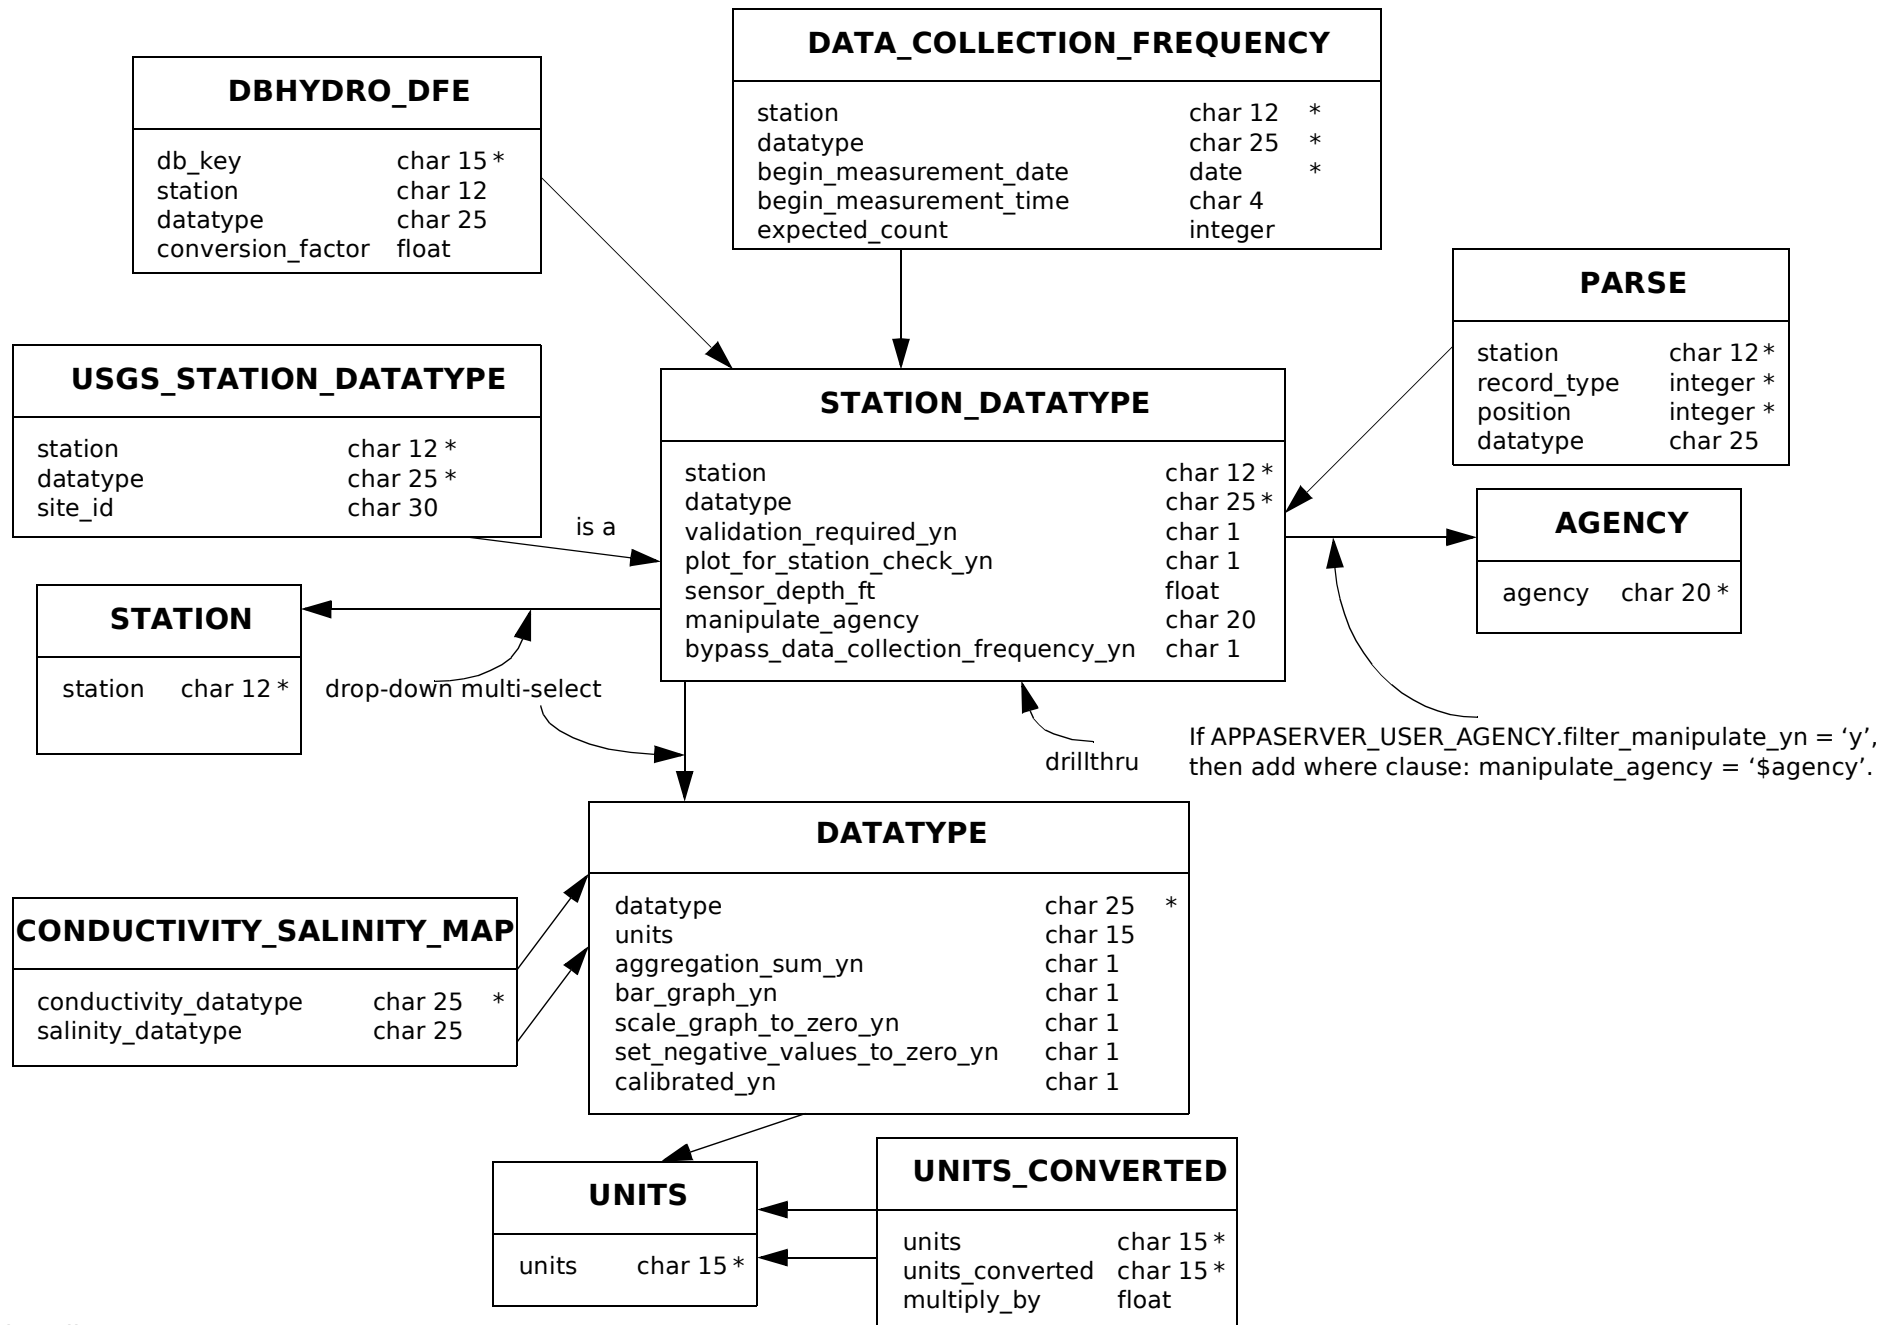 DATA_COLLECTION_FREQUENCY
station char 12 *
datatype char 25 *
begin_measurement_date date *
begin_measurement_time char 4
expected_count integer
DBHYDRO_DFE
db_key char 15 *
station char 12
datatype char 25
conversion_factor float
PARSE
station char 12 *
record_type integer *
position integer *
datatype char 25
USGS_STATION_DATATYPE
station char 12 *
datatype char 25 *
site_id char 30
is a
STATION_DATATYPE
station char 12 *
datatype char 25 *
validation_required_yn char 1
plot_for_station_check_yn char 1
sensor_depth_ft float
manipulate_agency char 20
bypass_data_collection_frequency_yn char 1
AGENCY
agency char 20 *
STATION
station char 12 *
drop-down multi-select
drillthru
If APPASERVER_USER_AGENCY.filter_manipulate_yn = ‘y’,
then add where clause: manipulate_agency = ‘$agency’.
DATATYPE
datatype char 25 *
units char 15
aggregation_sum_yn char 1
bar_graph_yn char 1
scale_graph_to_zero_yn char 1
set_negative_values_to_zero_yn char 1
calibrated_yn char 1
CONDUCTIVITY_SALINITY_MAP
conductivity_datatype char 25 *
salinity_datatype char 25
UNITS
units char 15 *
UNITS_CONVERTED
units char 15 *
units_converted char 15 *
multiply_by float